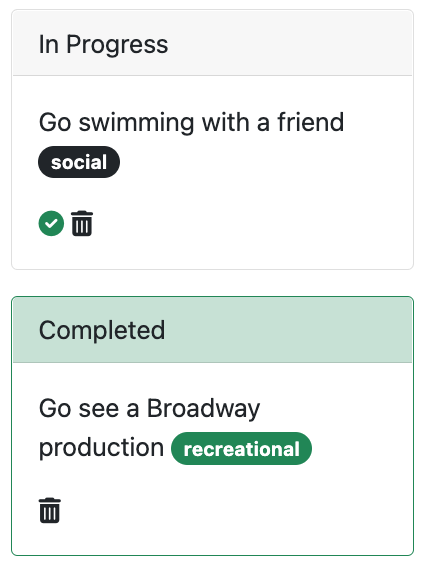 In Progress
Go swimming with a friend
social
Completed
Go see a Broadway
production recreational